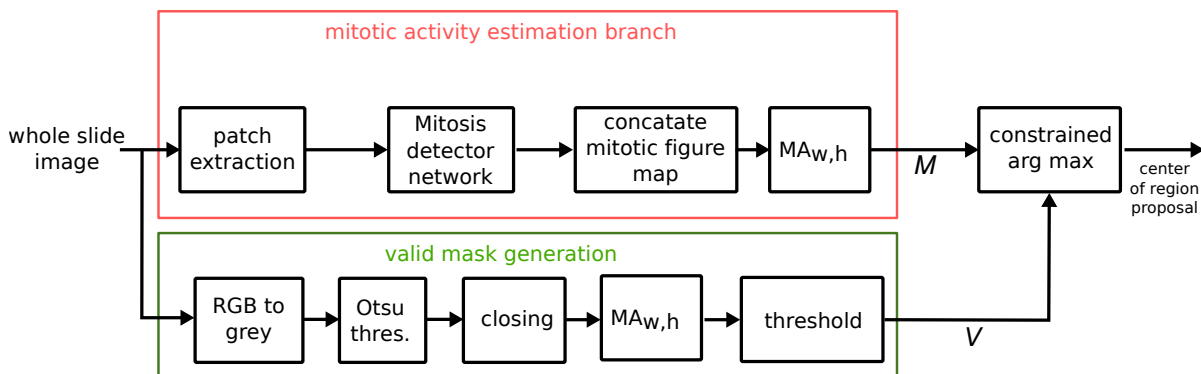 mitotic activity estimation branch
whole slide
image
patch
extraction
Mitosis
detector
network
concatate
mitotic figure
map
MAw,h
M
constrained
arg max
center
of region
proposal
valid mask generation
RGB to
grey
Otsu
thres.
closing
MAw,h
threshold
V